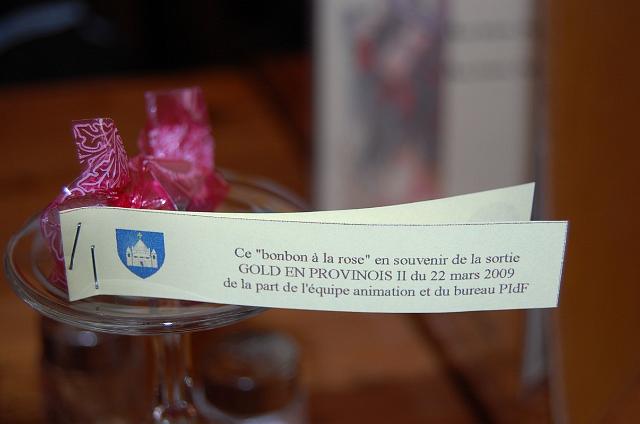 Ce "bonbon à la rose" en souvenir de la sortie
GOLD EN PROVINOIS II du 22 mars 2009
de la part de l'équipe animation et du bureau PIdF